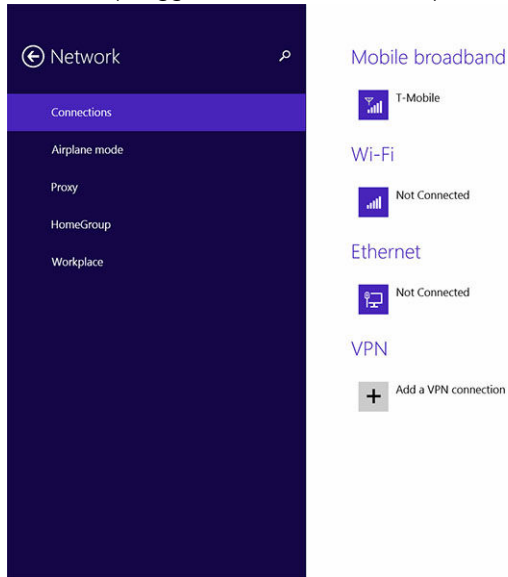 Network
Connections
Airplane mode
Proxy
HomeGroup
Workplace
Mobile broadband
T-Mobile
Wi-Fi
Not Connected
Ethernet
Not Connected
VPN
Add a VPN connection